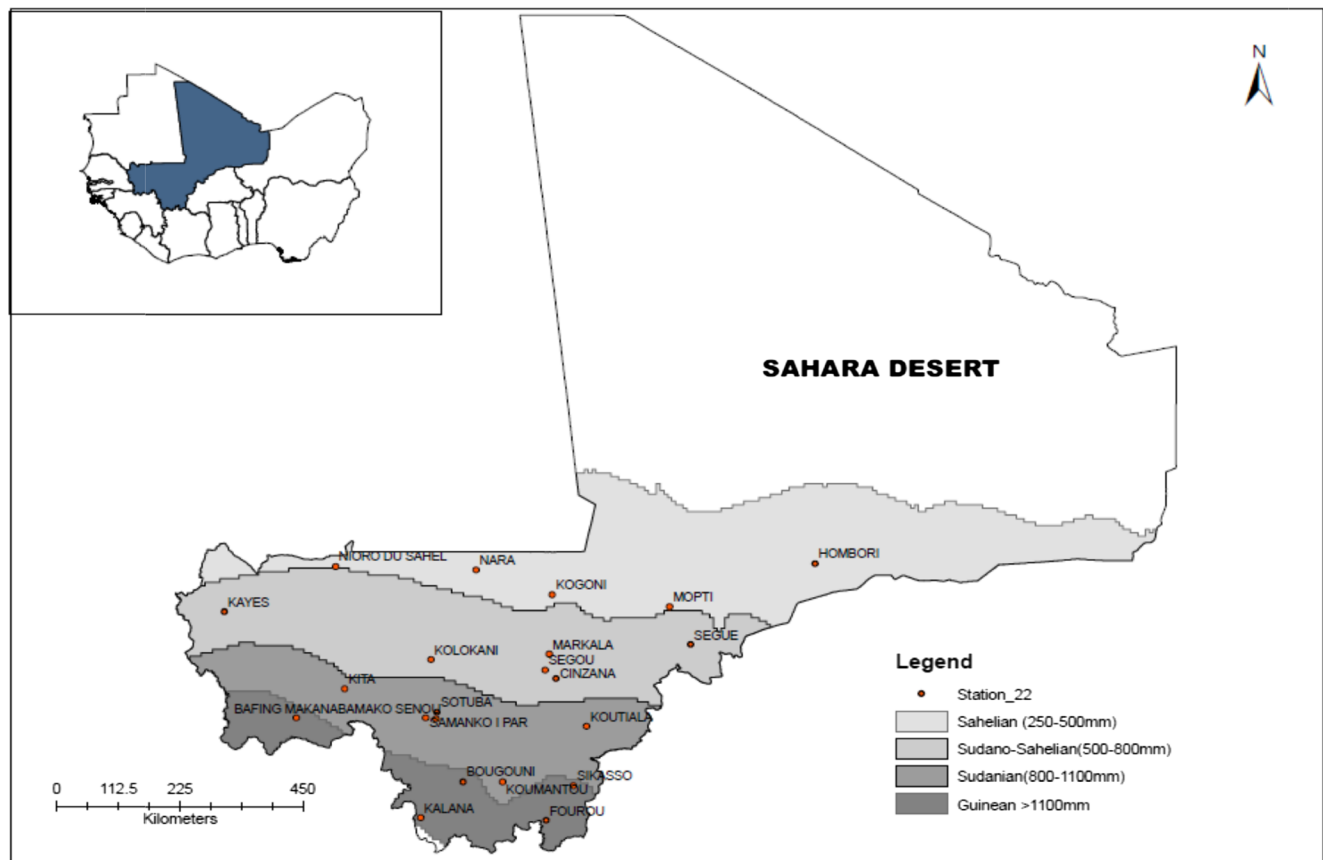 N
SAHARA DESERT
NIORO DU SAHEL
NARA
HOMBORI
KOGONI
KAYES
MOPTI
SEGUE
KOLOKANI
MARKALA
SEGOU
CINZANA
KITA
BAFING MAKANABAMAKO SENOU
SOTUBA
SAMANKO I PAR
KOUTIALA
BOUGOUNI
SIKASSO
KOUMANTOU
KALANA
FOUROU
Legend
Station_22
Sahelian (250-500mm)
Sudano-Sahelian(500-800mm)
Sudanian(800-1100mm)
Guinean >1100mm
0 112.5 225 450
Kilometers